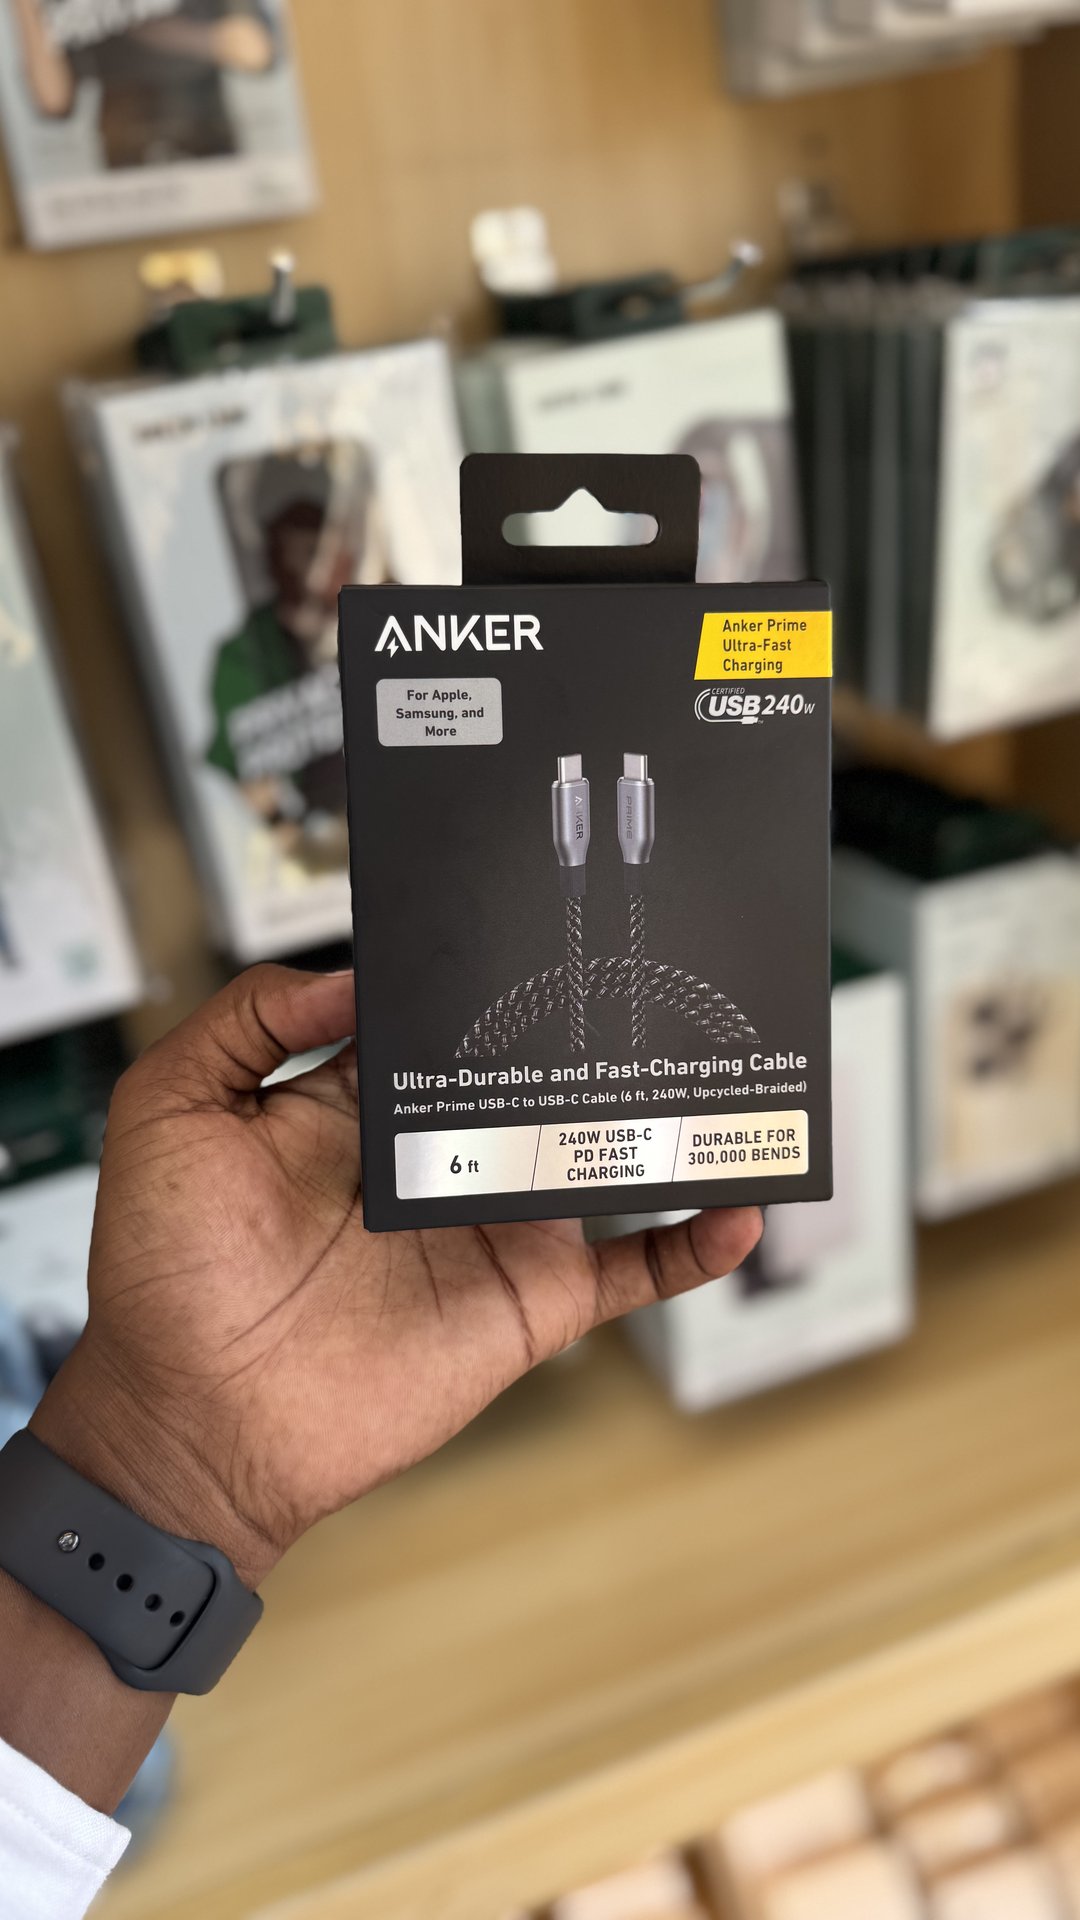 ANKER
Anker Prime
Ultra-Fast
Charging
For Apple,
Samsung, and
More
CERTIFIED
USB 240W
ANKER
PRIME
Ultra-Durable and Fast-Charging Cable
Anker Prime USB-C to USB-C Cable (6 ft, 240W, Upcycled-Braided)
6 ft
240W USB-C
PD FAST
CHARGING
DURABLE FOR
300,000 BENDS